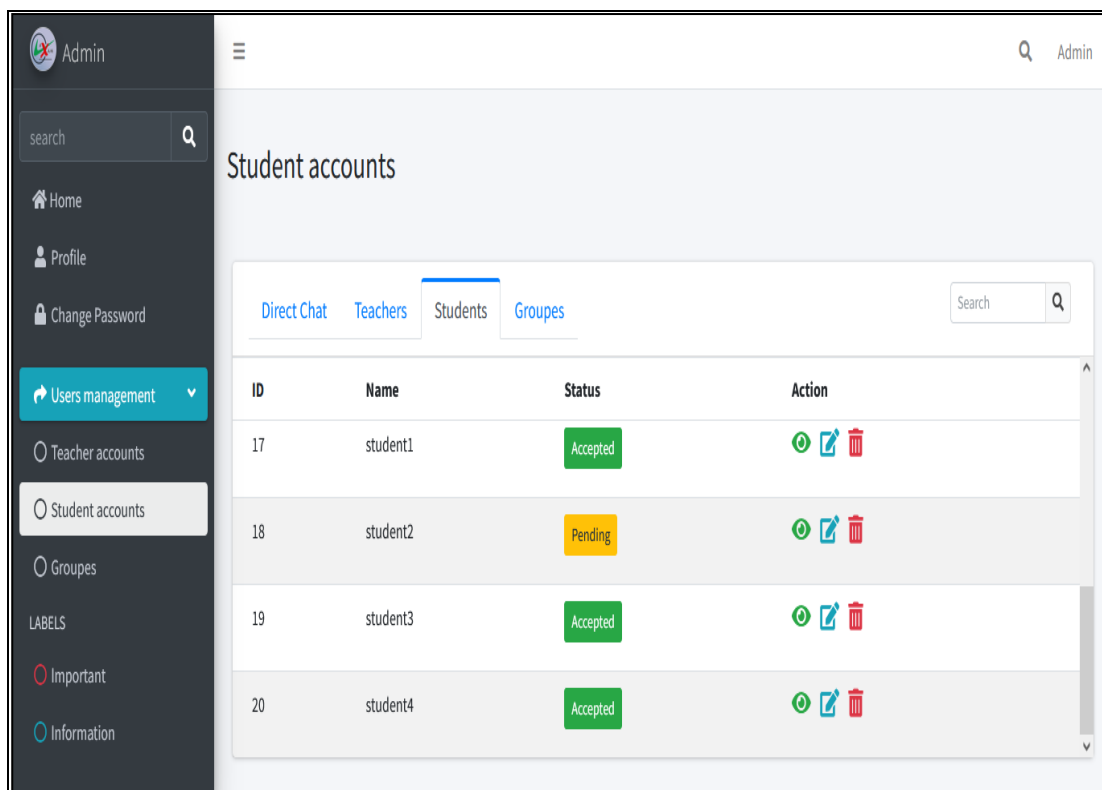 Admin
Admin
search
Student accounts
Home
Profile
Change Password
Direct Chat Teachers Students Groupes
Search
Users management
Teacher accounts
Student accounts
Groupes
LABELS
Important
Information
ID Name Status Action
17 student1 Accepted
18 student2 Pending
19 student3 Accepted
20 student4 Accepted